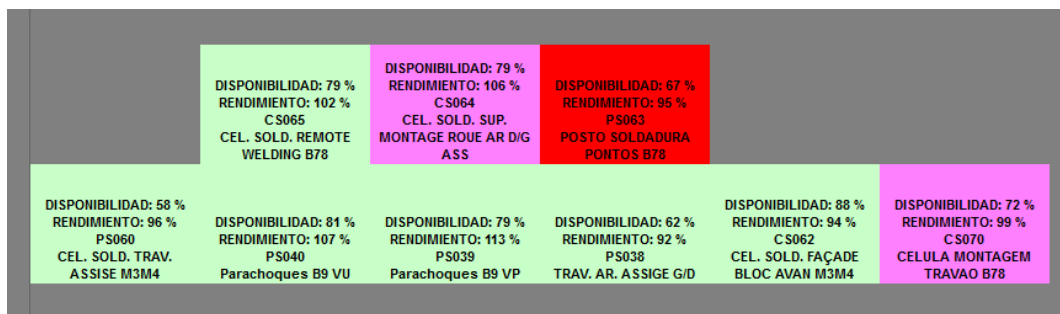 DISPONIBILIDAD: 79 %
RENDIMIENTO: 102 %
CS065
CEL. SOLD. REMOTE
WELDING B78
DISPONIBILIDAD: 79 %
RENDIMIENTO: 106 %
CS064
CEL. SOLD. SUP.
MONTAGE ROUE AR D/G
ASS
DISPONIBILIDAD: 67 %
RENDIMIENTO: 95 %
PS063
POSTO SOLDADURA
PONTOS B78
DISPONIBILIDAD: 58 %
RENDIMIENTO: 96 %
PS060
CEL. SOLD. TRAV.
ASSISE M3M4
DISPONIBILIDAD: 81 %
RENDIMIENTO: 107 %
PS040
Parachoques B9 VU
DISPONIBILIDAD: 79 %
RENDIMIENTO: 113 %
PS039
Parachoques B9 VP
DISPONIBILIDAD: 62 %
RENDIMIENTO: 92 %
PS038
TRAV. AR. ASSIGE G/D
DISPONIBILIDAD: 88 %
RENDIMIENTO: 94 %
CS062
CEL. SOLD. FAÇADE
BLOC AVAN M3M4
DISPONIBILIDAD: 72 %
RENDIMIENTO: 99 %
CS070
CELULA MONTAGEM
TRAVAO B78